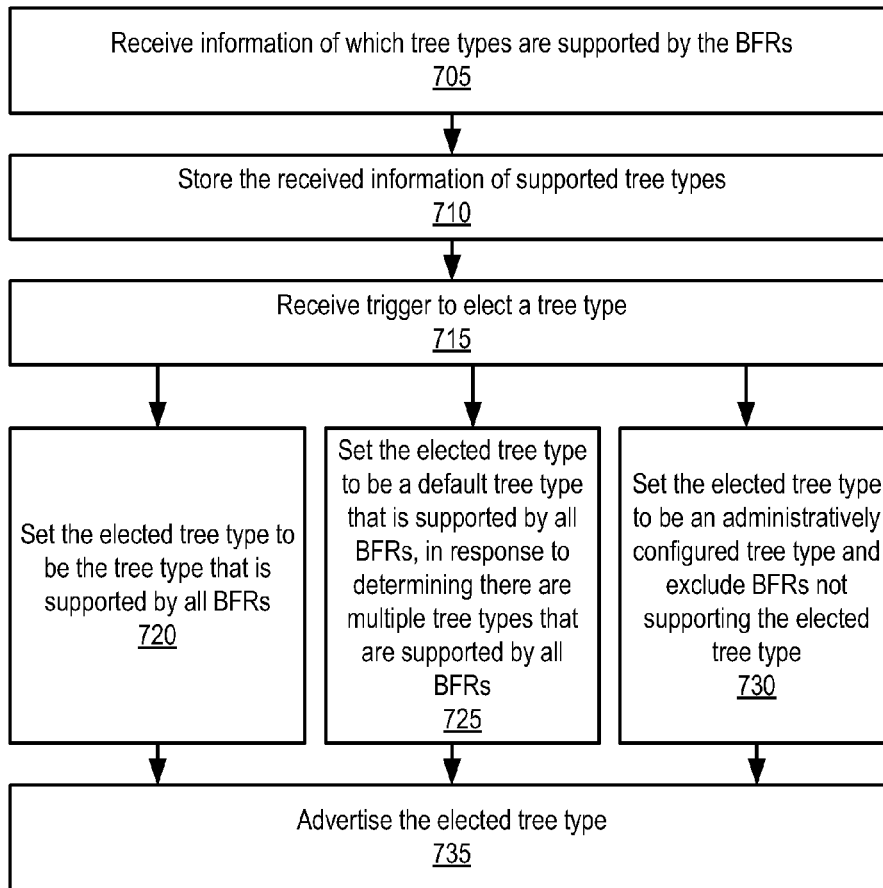 Receive information of which tree types are supported by the BFRs
705
Store the received information of supported tree types
710
Receive trigger to elect a tree type
715
Set the elected tree type to
be the tree type that is
supported by all BFRs
720
Set the elected tree type
to be a default tree type
that is supported by all
BFRs, in response to
determining there are
multiple tree types that
are supported by all
BFRs
725
Set the elected tree type
to be an administratively
configured tree type and
exclude BFRs not
supporting the elected
tree type
730
Advertise the elected tree type
735